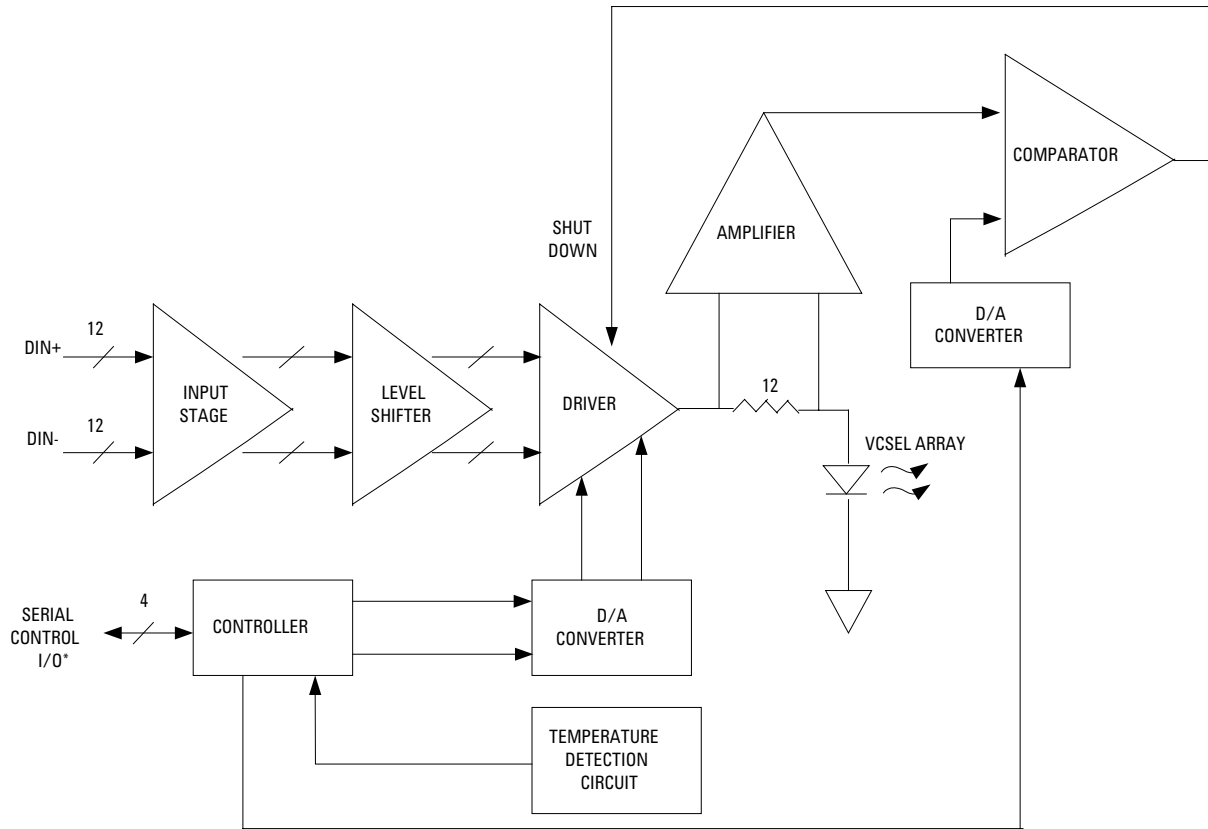 COMPARATOR
SHUT
DOWN
AMPLIFIER
D/A
CONVERTER
DIN+
12
INPUT
STAGE
LEVEL
SHIFTER
DRIVER
12
DIN-
12
VCSEL ARRAY
SERIAL
CONTROL
I/O*
4
CONTROLLER
D/A
CONVERTER
TEMPERATURE
DETECTION
CIRCUIT